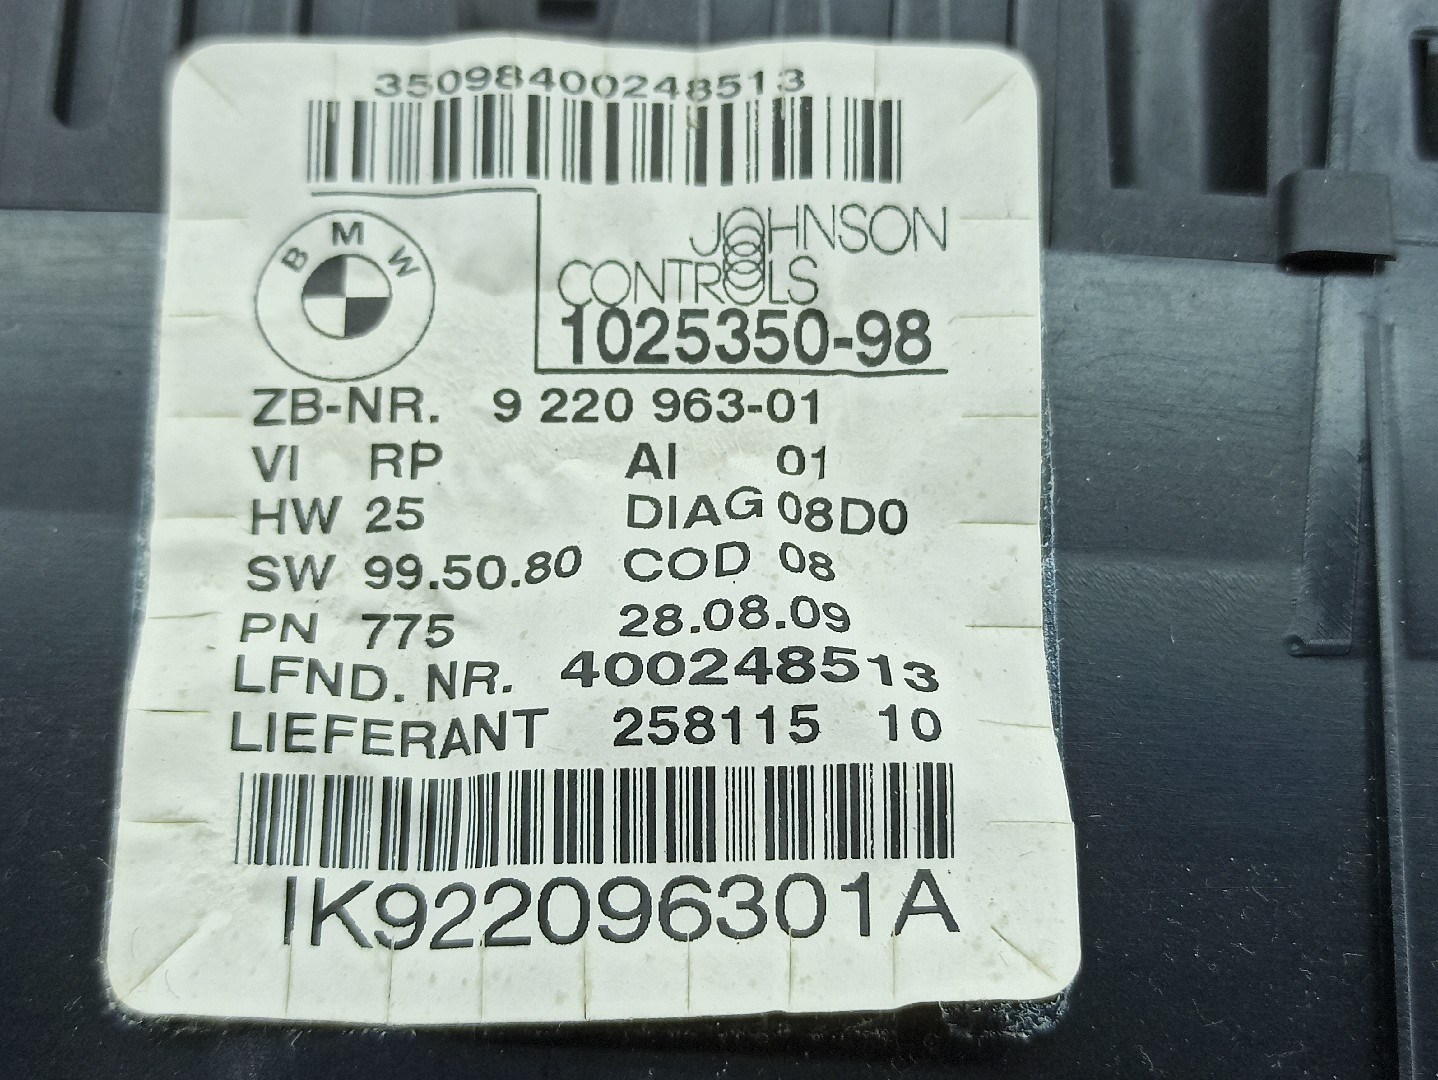 35098400248513
BMW
JOHNSON
CONTROLS
1025350-98
ZB-NR. 9 220 963-01
VI RP AI 01
HW 25 DIAG 08D0
SW 99.50.80 COD 08
PN 775 28.08.09
LFND. NR. 400248513
LIEFERANT 258115 10
IK922096301A